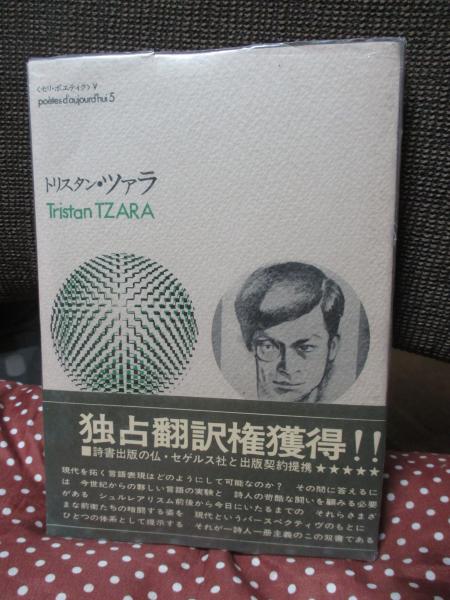 〈セリ・ポエティク〉V
poètes d'aujourd'hui 5
トリスタン・ツァラ
Tristan TZARA
独占翻訳権獲得!!
■詩書出版の仏・セゲルス社と出版契約提携★★★★★
現代を拓く言語表現はどのようにして可能なのか? その問に答えるに
は 今世紀からの新しい言語の実験と 詩人の苛酷な闘いを顧みる必要
がある シュルレアリスム前後から今日にいたるまでの それらさまざ
まな前衛たちの暗闘する姿を 現代というパースペクティヴのもとに
ひとつの体系として提示する それが一詩人一册主義のこの双書である